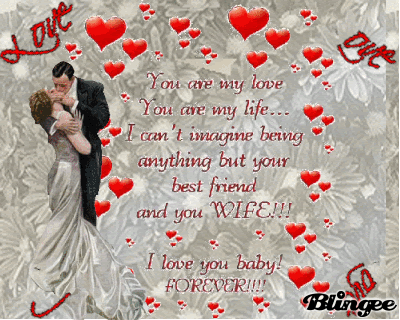 Love
Love
You are my love
You are my life...
I can't imagine being
anything but your
best friend
and you WIFE!!!
I love you baby!
FOREVER!!!!
Blingee